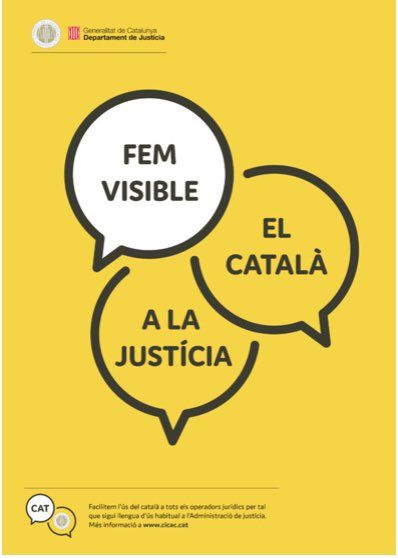 Generalitat de Catalunya
Departament de Justícia
FEM
VISIBLE
EL
CATALÀ
A LA
JUSTÍCIA
CAT
Facilitem l'ús del català a tots els operadors jurídics per tal
que sigui llengua d'ús habitual a l'Administració de justícia.
Més informació a www.cicac.cat